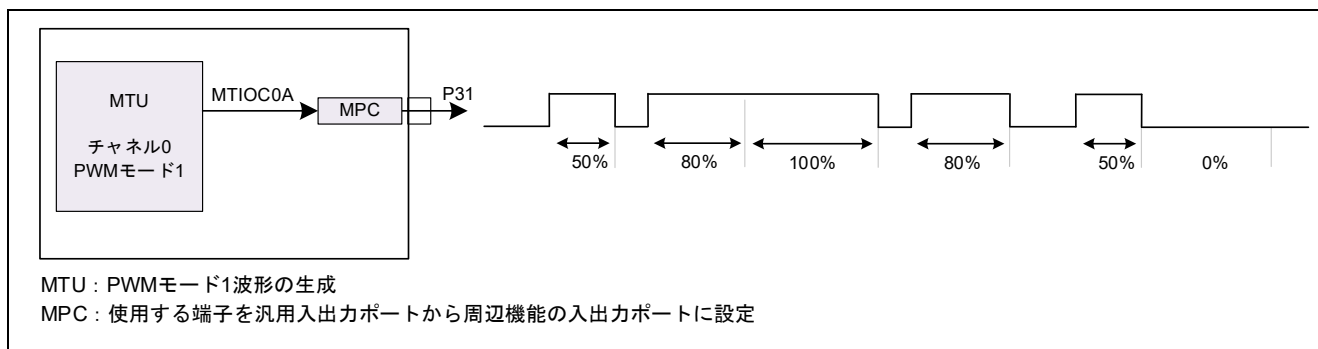 MTU
チャネル0
PWMモード1
MTIOC0A
MPC
P31
50%
80%
100%
80%
50%
0%
MTU：PWMモード1波形の生成
MPC：使用する端子を汎用入出力ポートから周辺機能の入出力ポートに設定